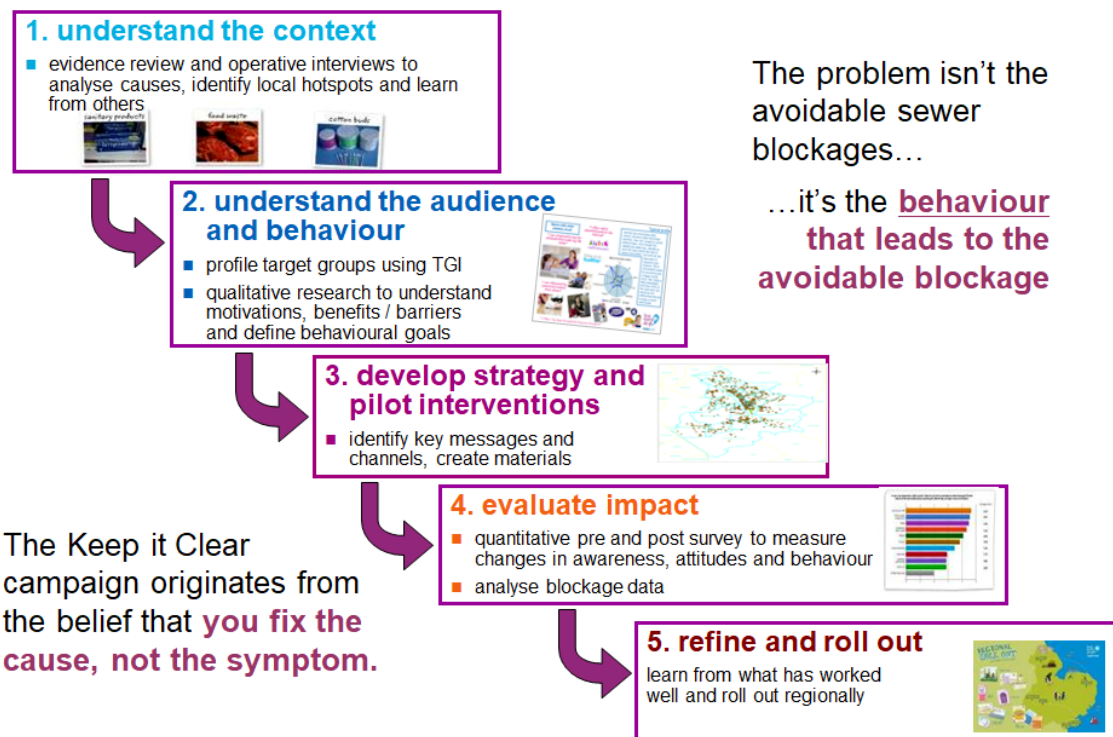 1. understand the context
■ evidence review and operative interviews to
analyse causes, identify local hotspots and learn
from others
sanitary products
food waste
cotton buds
The problem isn't the
avoidable sewer
blockages…
…it's the behaviour
that leads to the
avoidable blockage
2. understand the audience
and behaviour
■ profile target groups using TGI
■ qualitative research to understand
motivations, benefits / barriers
and define behavioural goals
3. develop strategy and
pilot interventions
■ identify key messages and
channels, create materials
4. evaluate impact
■ quantitative pre and post survey to measure
changes in awareness, attitudes and behaviour
■ analyse blockage data
The Keep it Clear
campaign originates from
the belief that you fix the
cause, not the symptom.
5. refine and roll out
learn from what has worked
well and roll out regionally
REGIONAL
ROLL OUT